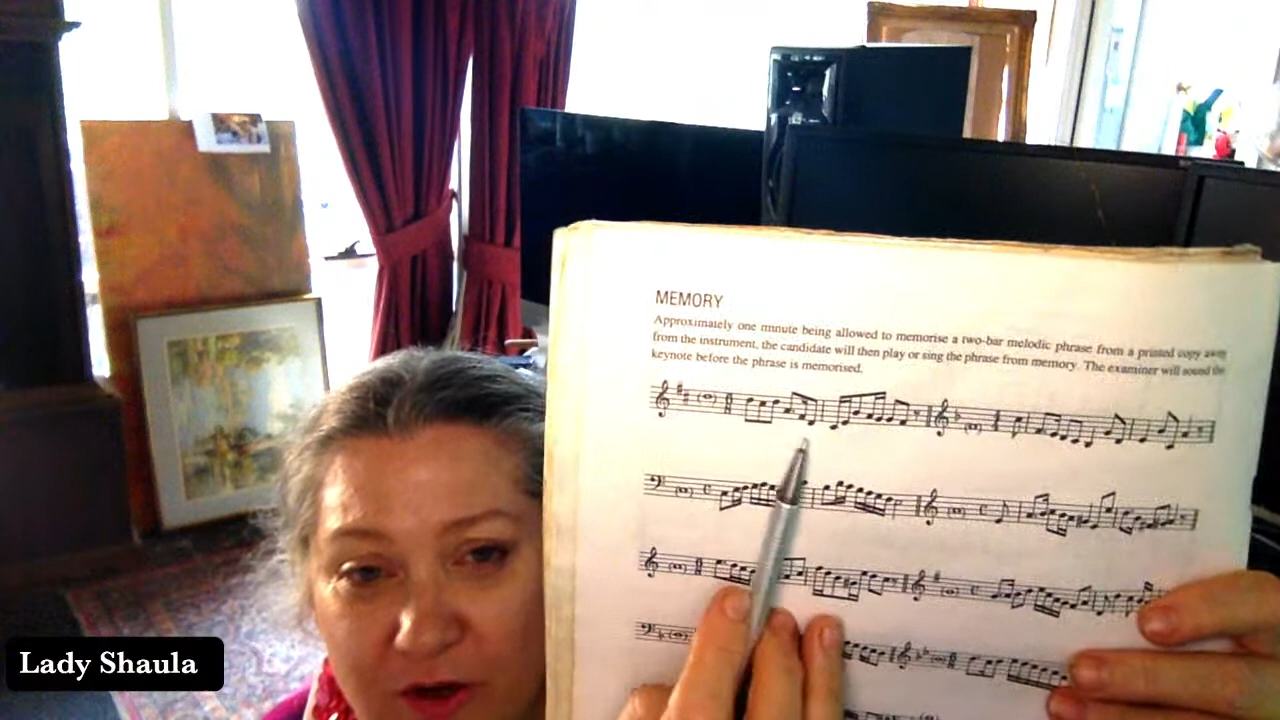 MEMORY
Approximately one minute being allowed to memorise a two-bar melodic phrase from a printed copy away
from the instrument, the candidate will then play or sing the phrase from memory. The examiner will sound the
keynote before the phrase is memorised.
Lady Shaula